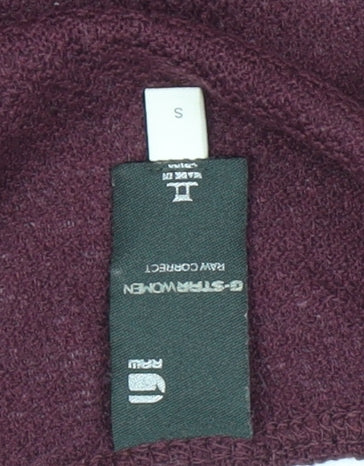 RAW
G-STAR WOMEN
RAW CORRECT
MADE IN
S